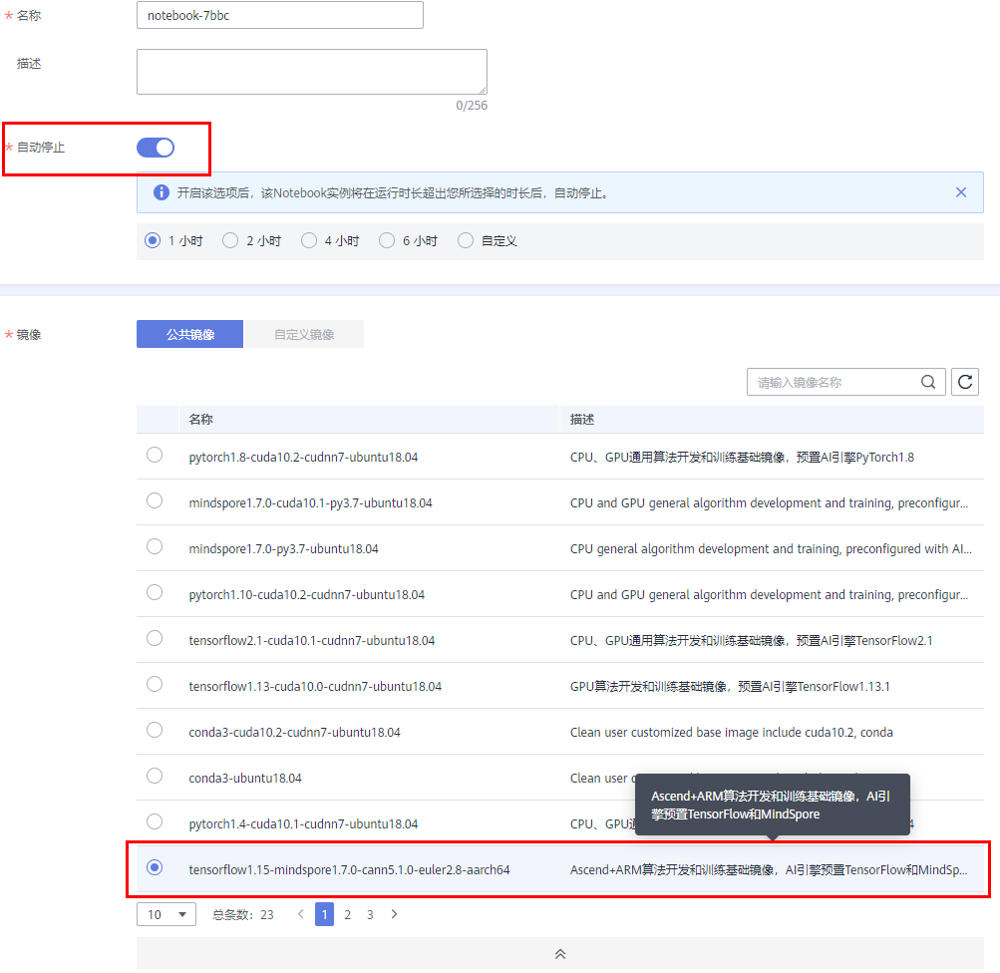 * 名称 notebook-7bbc
描述
0/256
* 自动停止
开启该选项后，该Notebook实例将在运行时长超出您所选择的时长后，自动停止。
1 小时 2 小时 4 小时 6 小时 自定义
* 镜像 公共镜像 自定义镜像
请输入镜像名称
名称 描述
pytorch1.8-cuda10.2-cudnn7-ubuntu18.04 CPU、GPU通用算法开发和训练基础镜像，预置AI引擎PyTorch1.8
mindspore1.7.0-cuda10.1-py3.7-ubuntu18.04 CPU and GPU general algorithm development and training, preconfigur...
mindspore1.7.0-py3.7-ubuntu18.04 CPU general algorithm development and training, preconfigured with AI...
pytorch1.10-cuda10.2-cudnn7-ubuntu18.04 CPU and GPU general algorithm development and training, preconfigur...
tensorflow2.1-cuda10.1-cudnn7-ubuntu18.04 CPU、GPU通用算法开发和训练基础镜像，预置AI引擎TensorFlow2.1
tensorflow1.13-cuda10.0-cudnn7-ubuntu18.04 GPU算法开发和训练基础镜像，预置AI引擎TensorFlow1.13.1
conda3-cuda10.2-cudnn7-ubuntu18.04 Clean user customized base image include cuda10.2, conda
conda3-ubuntu18.04 Clean user
Ascend+ARM算法开发和训练基础镜像，AI引
擎预置TensorFlow和MindSpore
pytorch1.4-cuda10.1-cudnn7-ubuntu18.04 CPU、GPU 4
tensorflow1.15-mindspore1.7.0-cann5.1.0-euler2.8-aarch64 Ascend+ARM算法开发和训练基础镜像，AI引擎预置TensorFlow和MindSp...
10 总条数：23 < 1 2 3 >